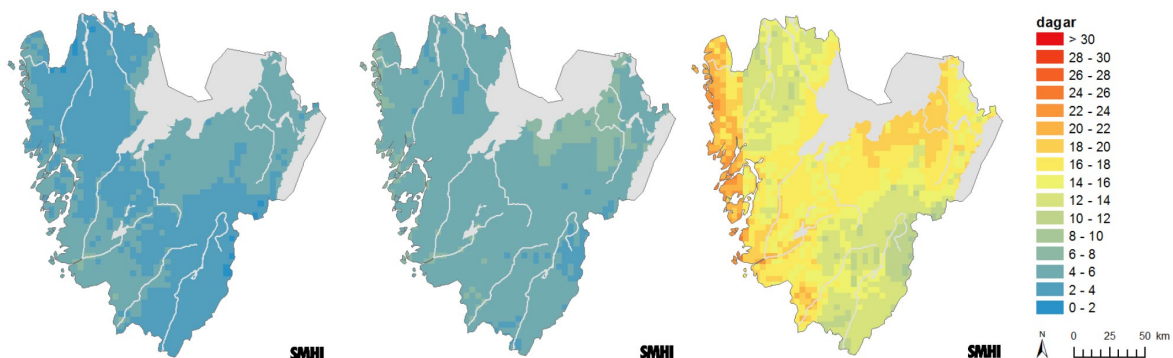 dagar
> 30
28 - 30
26 - 28
24 - 26
22 - 24
20 - 22
18 - 20
16 - 18
14 - 16
12 - 14
10 - 12
8 - 10
6 - 8
4 - 6
2 - 4
0 - 2
N
0 25 50 km
SMHI
SMHI
SMHI